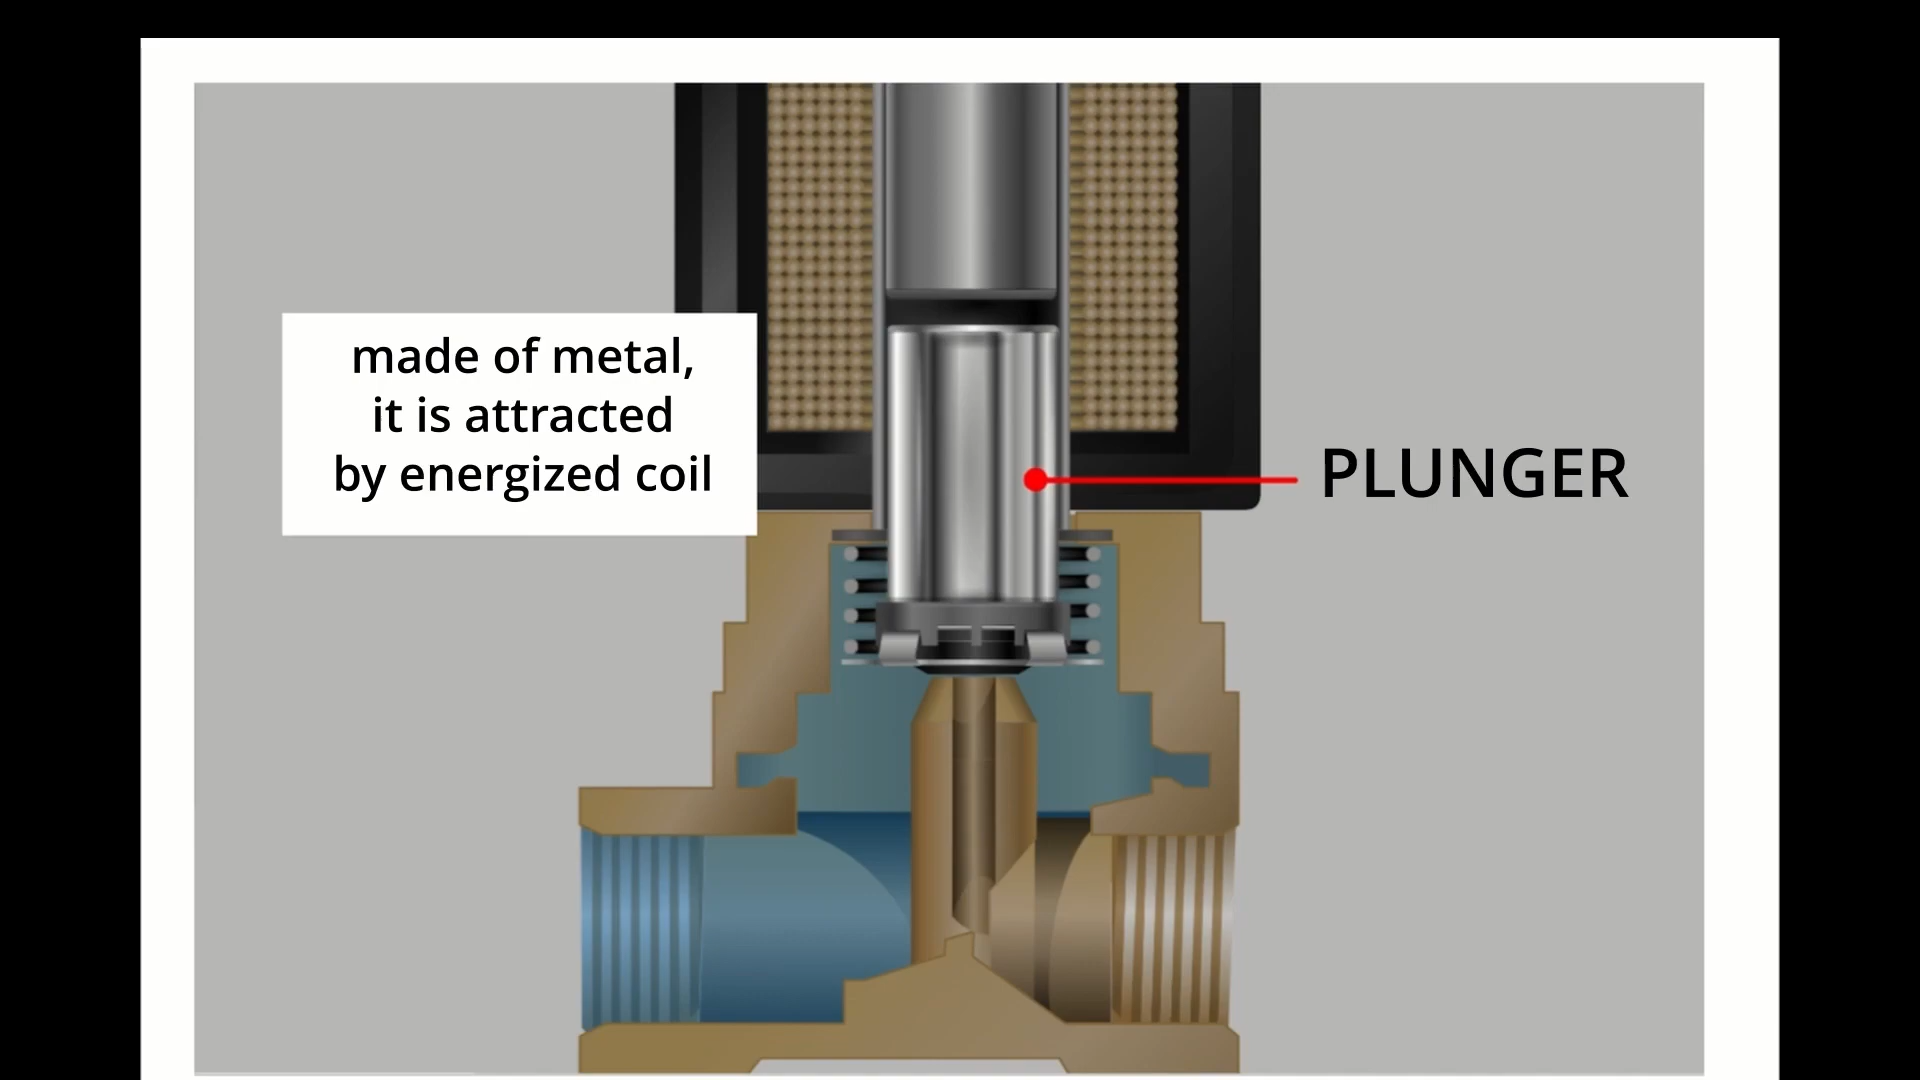 made of metal,
it is attracted
by energized coil
PLUNGER